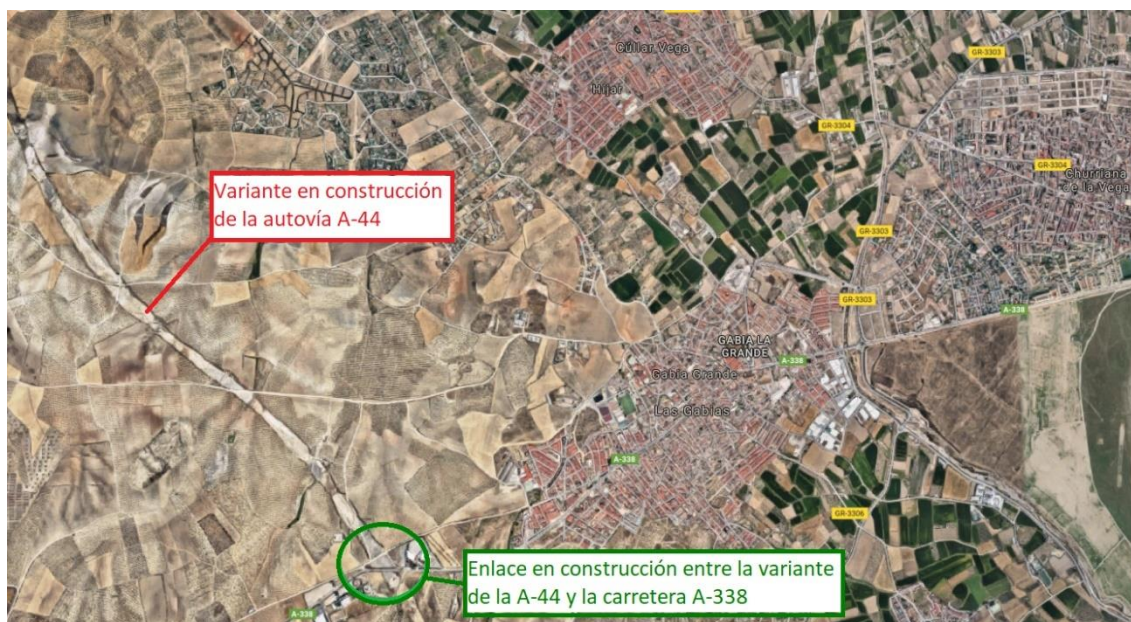 Cúllar Vega
GR-3303
Híjar
GR-3304
GR-3304
Churriana
de la Vega
Variante en construcción
de la autovía A-44
GR-3303
GR-3303
A-338
GABIA LA
GRANDE
A-338
Gabia Grande
Las Gabias
A-338
GR-3306
Enlace en construcción entre la variante
de la A-44 y la carretera A-338
A-338